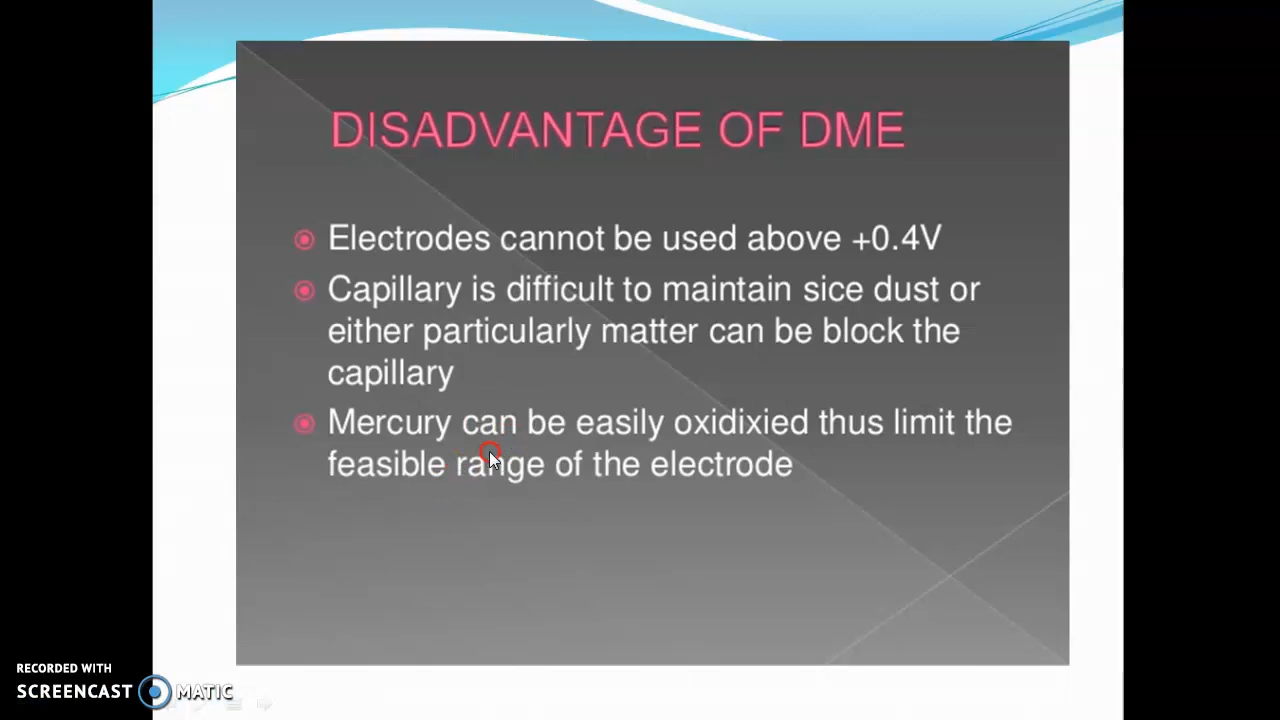 DISADVANTAGE OF DME
Electrodes cannot be used above +0.4V
Capillary is difficult to maintain sice dust or
either particularly matter can be block the
capillary
Mercury can be easily oxidixied thus limit the
feasible range of the electrode
RECORDED WITH
SCREENCAST MATIC